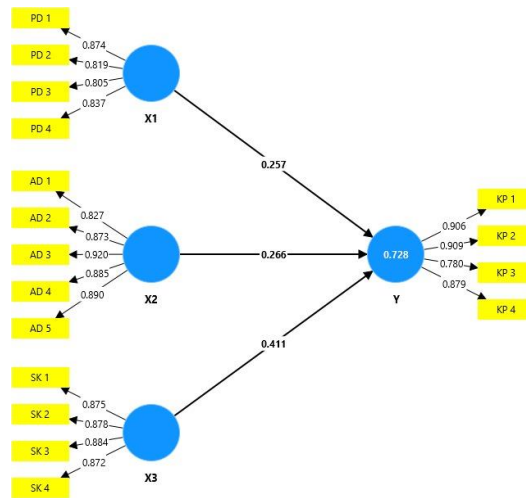 PD 1
0.874
PD 2
0.819
PD 3
0.805
PD 4
0.837
X1
0.257
AD 1
0.827
AD 2
0.873
AD 3
0.920
AD 4
0.885
AD 5
0.890
X2
0.266
SK 1
0.875
SK 2
0.878
SK 3
0.884
SK 4
0.872
X3
0.411
0.728
Y
KP 1
0.906
KP 2
0.909
KP 3
0.780
KP 4
0.879